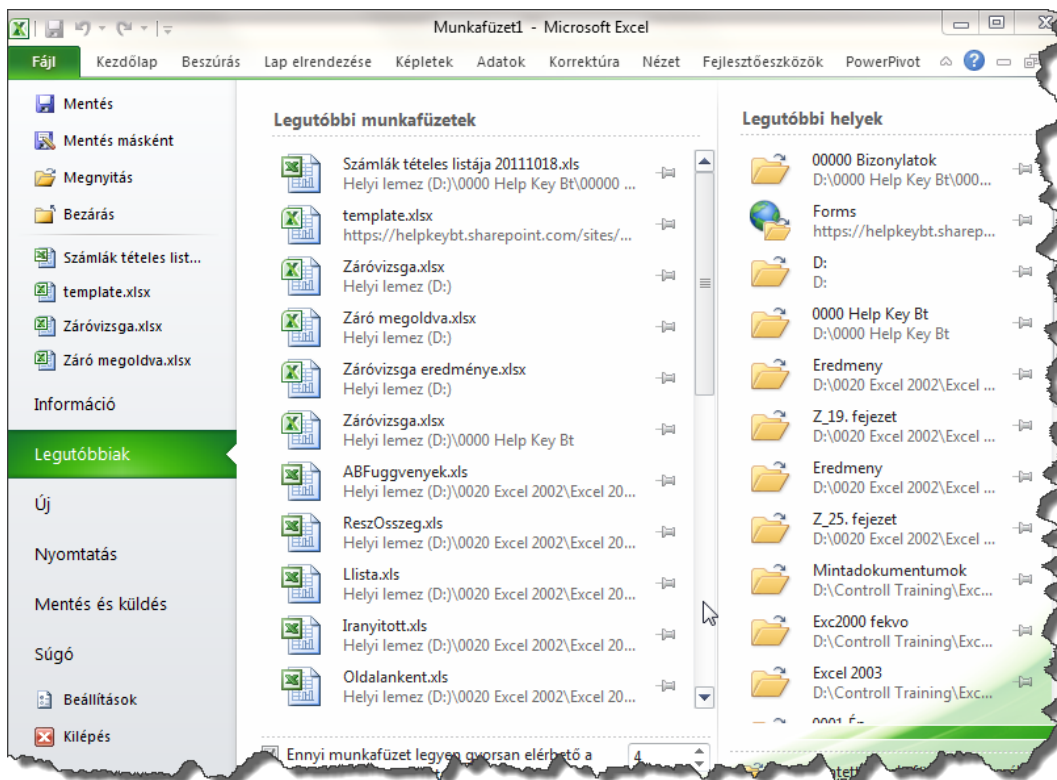 Munkafüzet1 - Microsoft Excel
Fájl Kezdőlap Beszúrás Lap elrendezése Képletek Adatok Korrektúra Nézet Fejlesztőeszközök PowerPivot
Mentés
Mentés másként
Megnyitás
Bezárás
Számlák tételes list...
template.xlsx
Záróvizsga.xlsx
Záró megoldva.xlsx
Információ
Legutóbbiak
Új
Nyomtatás
Mentés és küldés
Súgó
Beállítások
Kilépés
Legutóbbi munkafüzetek
Számlák tételes listája 20111018.xls
Helyi lemez (D:)\0000 Help Key Bt\00000 ...
template.xlsx
https://helpkeybt.sharepoint.com/sites/...
Záróvizsga.xlsx
Helyi lemez (D:)
Záró megoldva.xlsx
Helyi lemez (D:)
Záróvizsga eredménye.xlsx
Helyi lemez (D:)
Záróvizsga.xlsx
Helyi lemez (D:)\0000 Help Key Bt
ABFuggvenyek.xls
Helyi lemez (D:)\0020 Excel 2002\Excel 20...
ReszOsszeg.xls
Helyi lemez (D:)\0020 Excel 2002\Excel 20...
Llista.xls
Helyi lemez (D:)\0020 Excel 2002\Excel 20...
Iranyitott.xls
Helyi lemez (D:)\0020 Excel 2002\Excel 20...
Oldalankent.xls
Helyi lemez (D:)\0020 Excel 2002\Excel 20...
Ennyi munkafüzet legyen gyorsan elérhető a 4
Legutóbbi helyek
00000 Bizonylatok
D:\0000 Help Key Bt\000...
Forms
https://helpkeybt.sharep...
D:
D:
0000 Help Key Bt
D:\0000 Help Key Bt
Eredmeny
D:\0020 Excel 2002\Excel ...
Z_19. fejezet
D:\0020 Excel 2002\Excel ...
Eredmeny
D:\0020 Excel 2002\Excel ...
Z_25. fejezet
D:\0020 Excel 2002\Excel ...
Mintadokumentumok
D:\Controll Training\Exc...
Exc2000 fekvo
D:\Controll Training\Exc...
Excel 2003
D:\Controll Training\Exc...